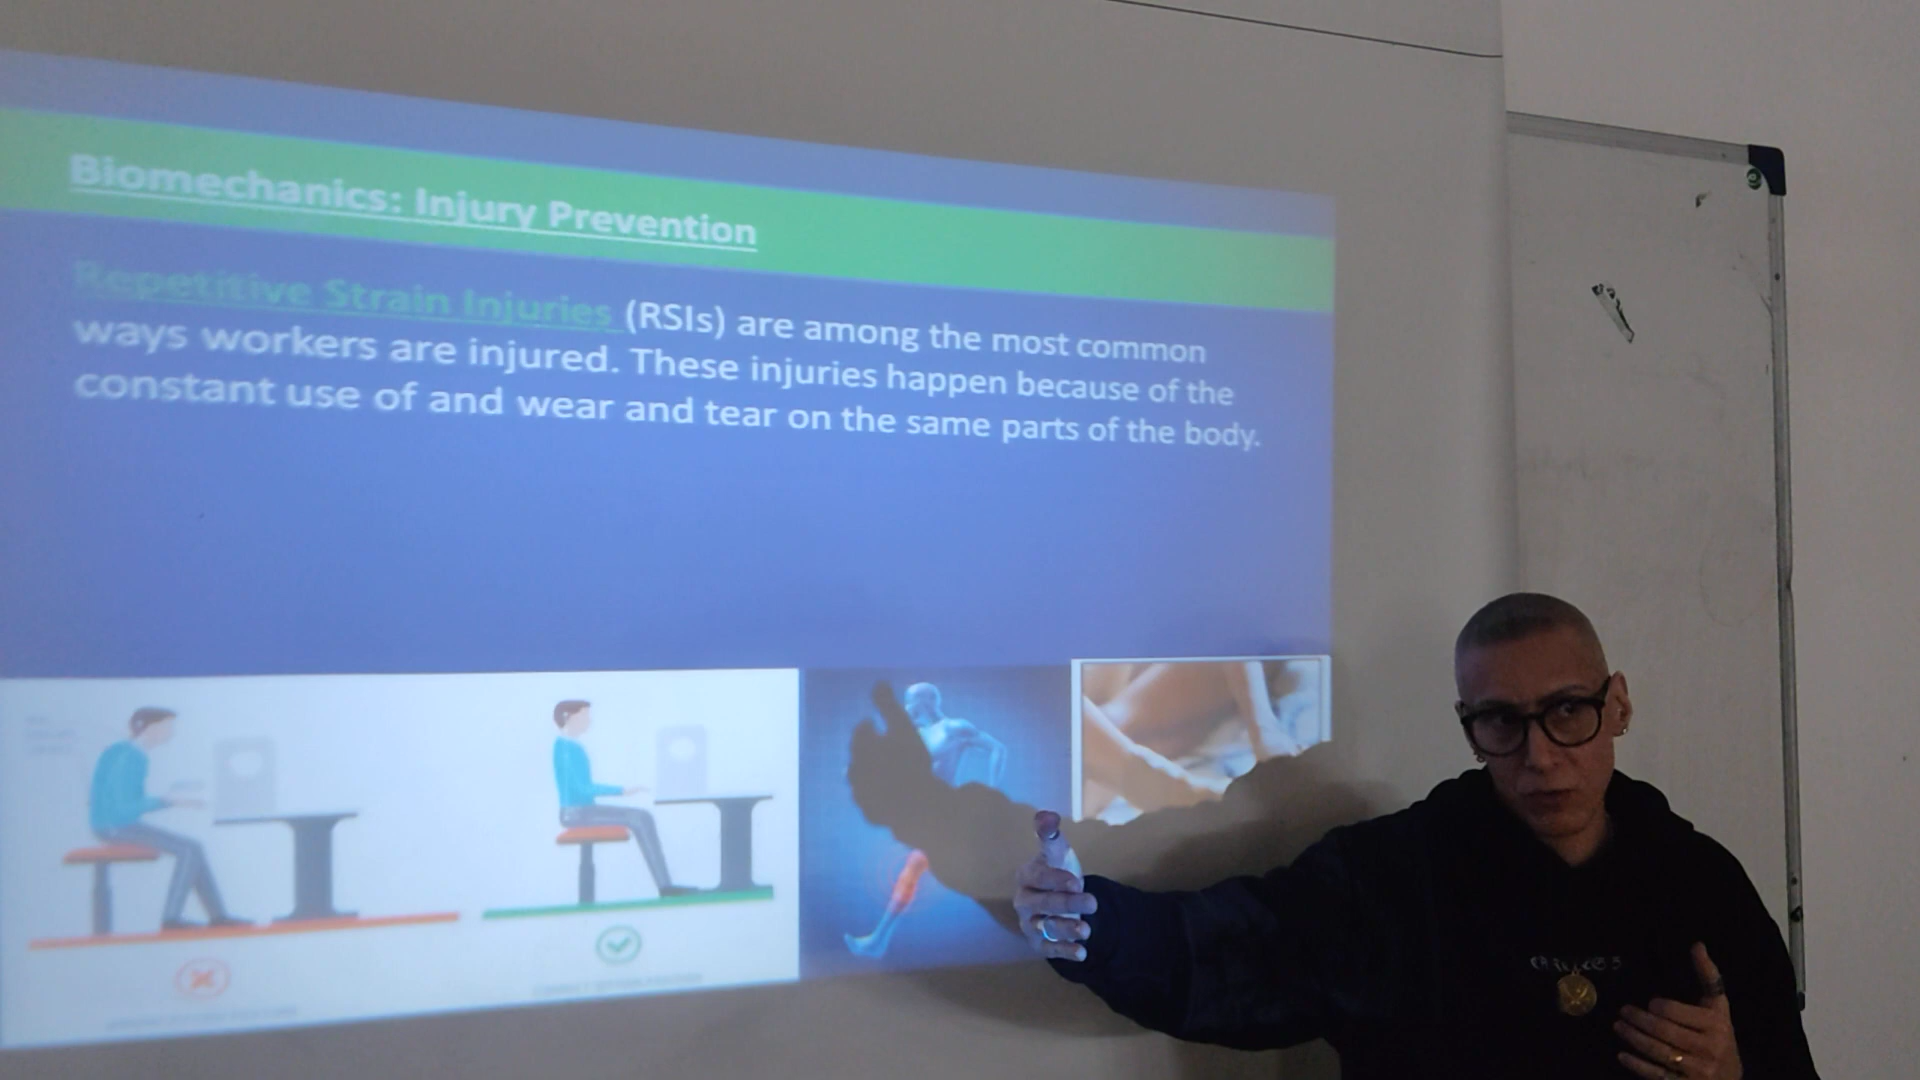 Biomechanics: Injury Prevention
Repetitive Strain Injuries (RSIs) are among the most common
ways workers are injured. These injuries happen because of the
constant use of and wear and tear on the same parts of the body.